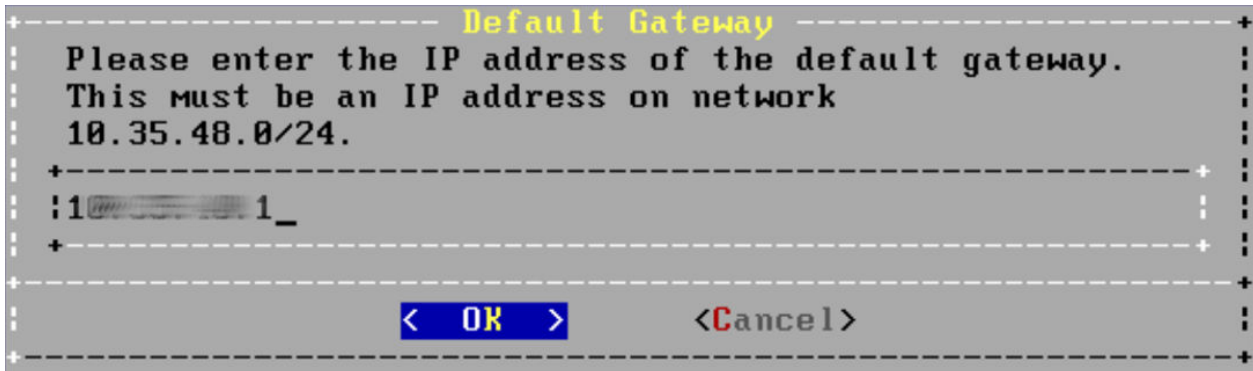 Default Gateway
Please enter the IP address of the default gateway.
This must be an IP address on network
10.35.48.0/24.
< OK > <Cancel>